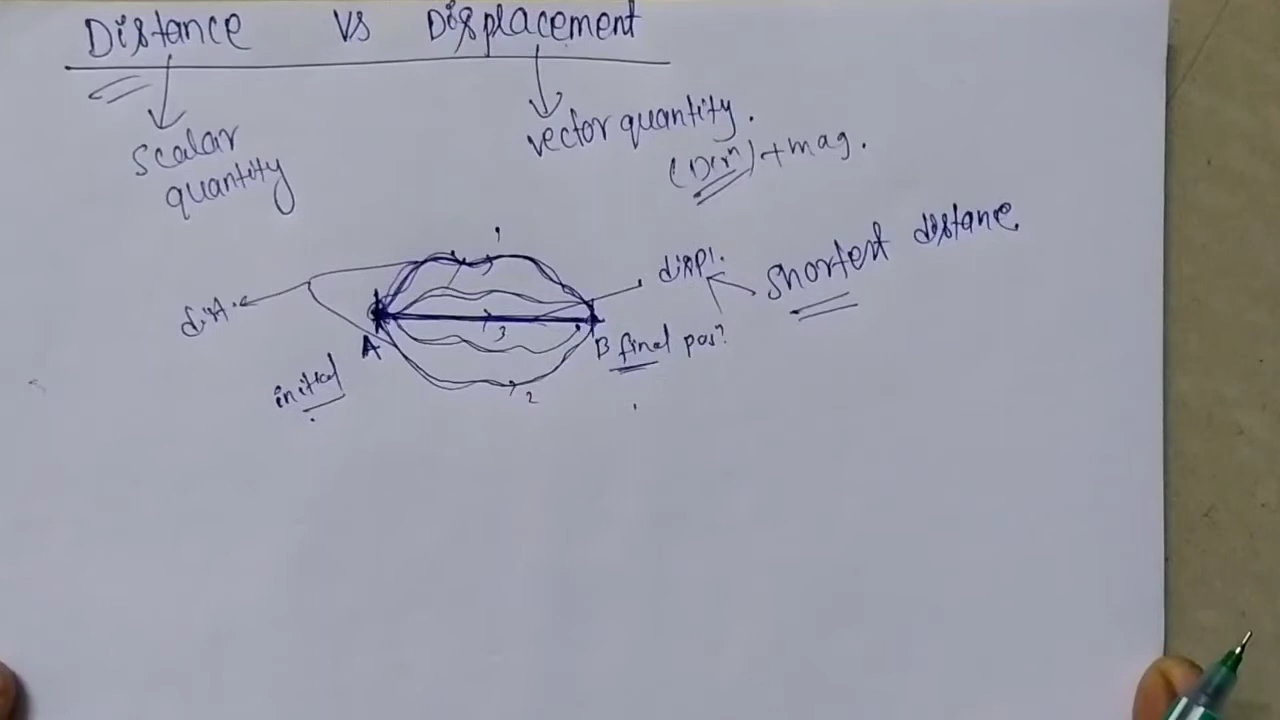 Distance vs Displacement
scalar
quantity
vector quantity.
(Dirⁿ) + mag.
shortest distance
1
displ.
dist.
3
A
B final posⁿ
initial
2